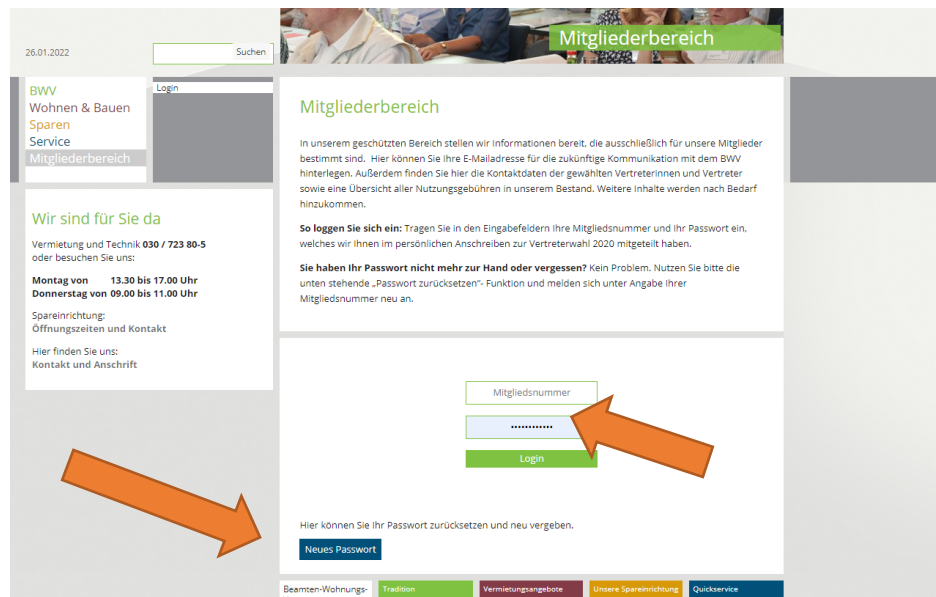 Mitgliederbereich
26.01.2022
Suchen
BWV
Wohnen & Bauen
Sparen
Service
Mitgliederbereich
Login
Wir sind für Sie da
Vermietung und Technik 030 / 723 80-5
oder besuchen Sie uns:
Montag von 13.30 bis 17.00 Uhr
Donnerstag von 09.00 bis 11.00 Uhr
Spareinrichtung:
Öffnungszeiten und Kontakt
Hier finden Sie uns:
Kontakt und Anschrift
Mitgliederbereich
In unserem geschützten Bereich stellen wir Informationen bereit, die ausschließlich für unsere Mitglieder
bestimmt sind. Hier können Sie Ihre E-Mailadresse für die zukünftige Kommunikation mit dem BWV
hinterlegen. Außerdem finden Sie hier die Kontaktdaten der gewählten Vertreterinnen und Vertreter
sowie eine Übersicht aller Nutzungsgebühren in unserem Bestand. Weitere Inhalte werden nach Bedarf
hinzukommen.
So loggen Sie sich ein: Tragen Sie in den Eingabefeldern Ihre Mitgliedsnummer und Ihr Passwort ein,
welches wir Ihnen im persönlichen Anschreiben zur Vertreterwahl 2020 mitgeteilt haben.
Sie haben Ihr Passwort nicht mehr zur Hand oder vergessen? Kein Problem. Nutzen Sie bitte die
unten stehende „Passwort zurücksetzen"- Funktion und melden sich unter Angabe Ihrer
Mitgliedsnummer neu an.
Mitgliedsnummer
••••••••••••
Login
Hier können Sie Ihr Passwort zurücksetzen und neu vergeben.
Neues Passwort
Beamten-Wohnungs-
Tradition
Vermietungsangebote
Unsere Spareinrichtung
Quickservice